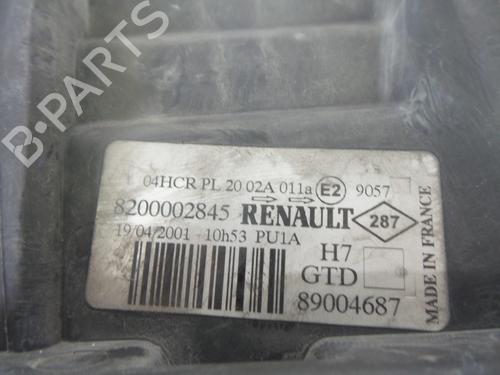 B-PARTS
04HCR PL 20 02A 011a E2 9057
8200002845 RENAULT 287
19/04/2001 - 10h53 PU1A
H7
GTD
89004687
MADE IN FRANCE